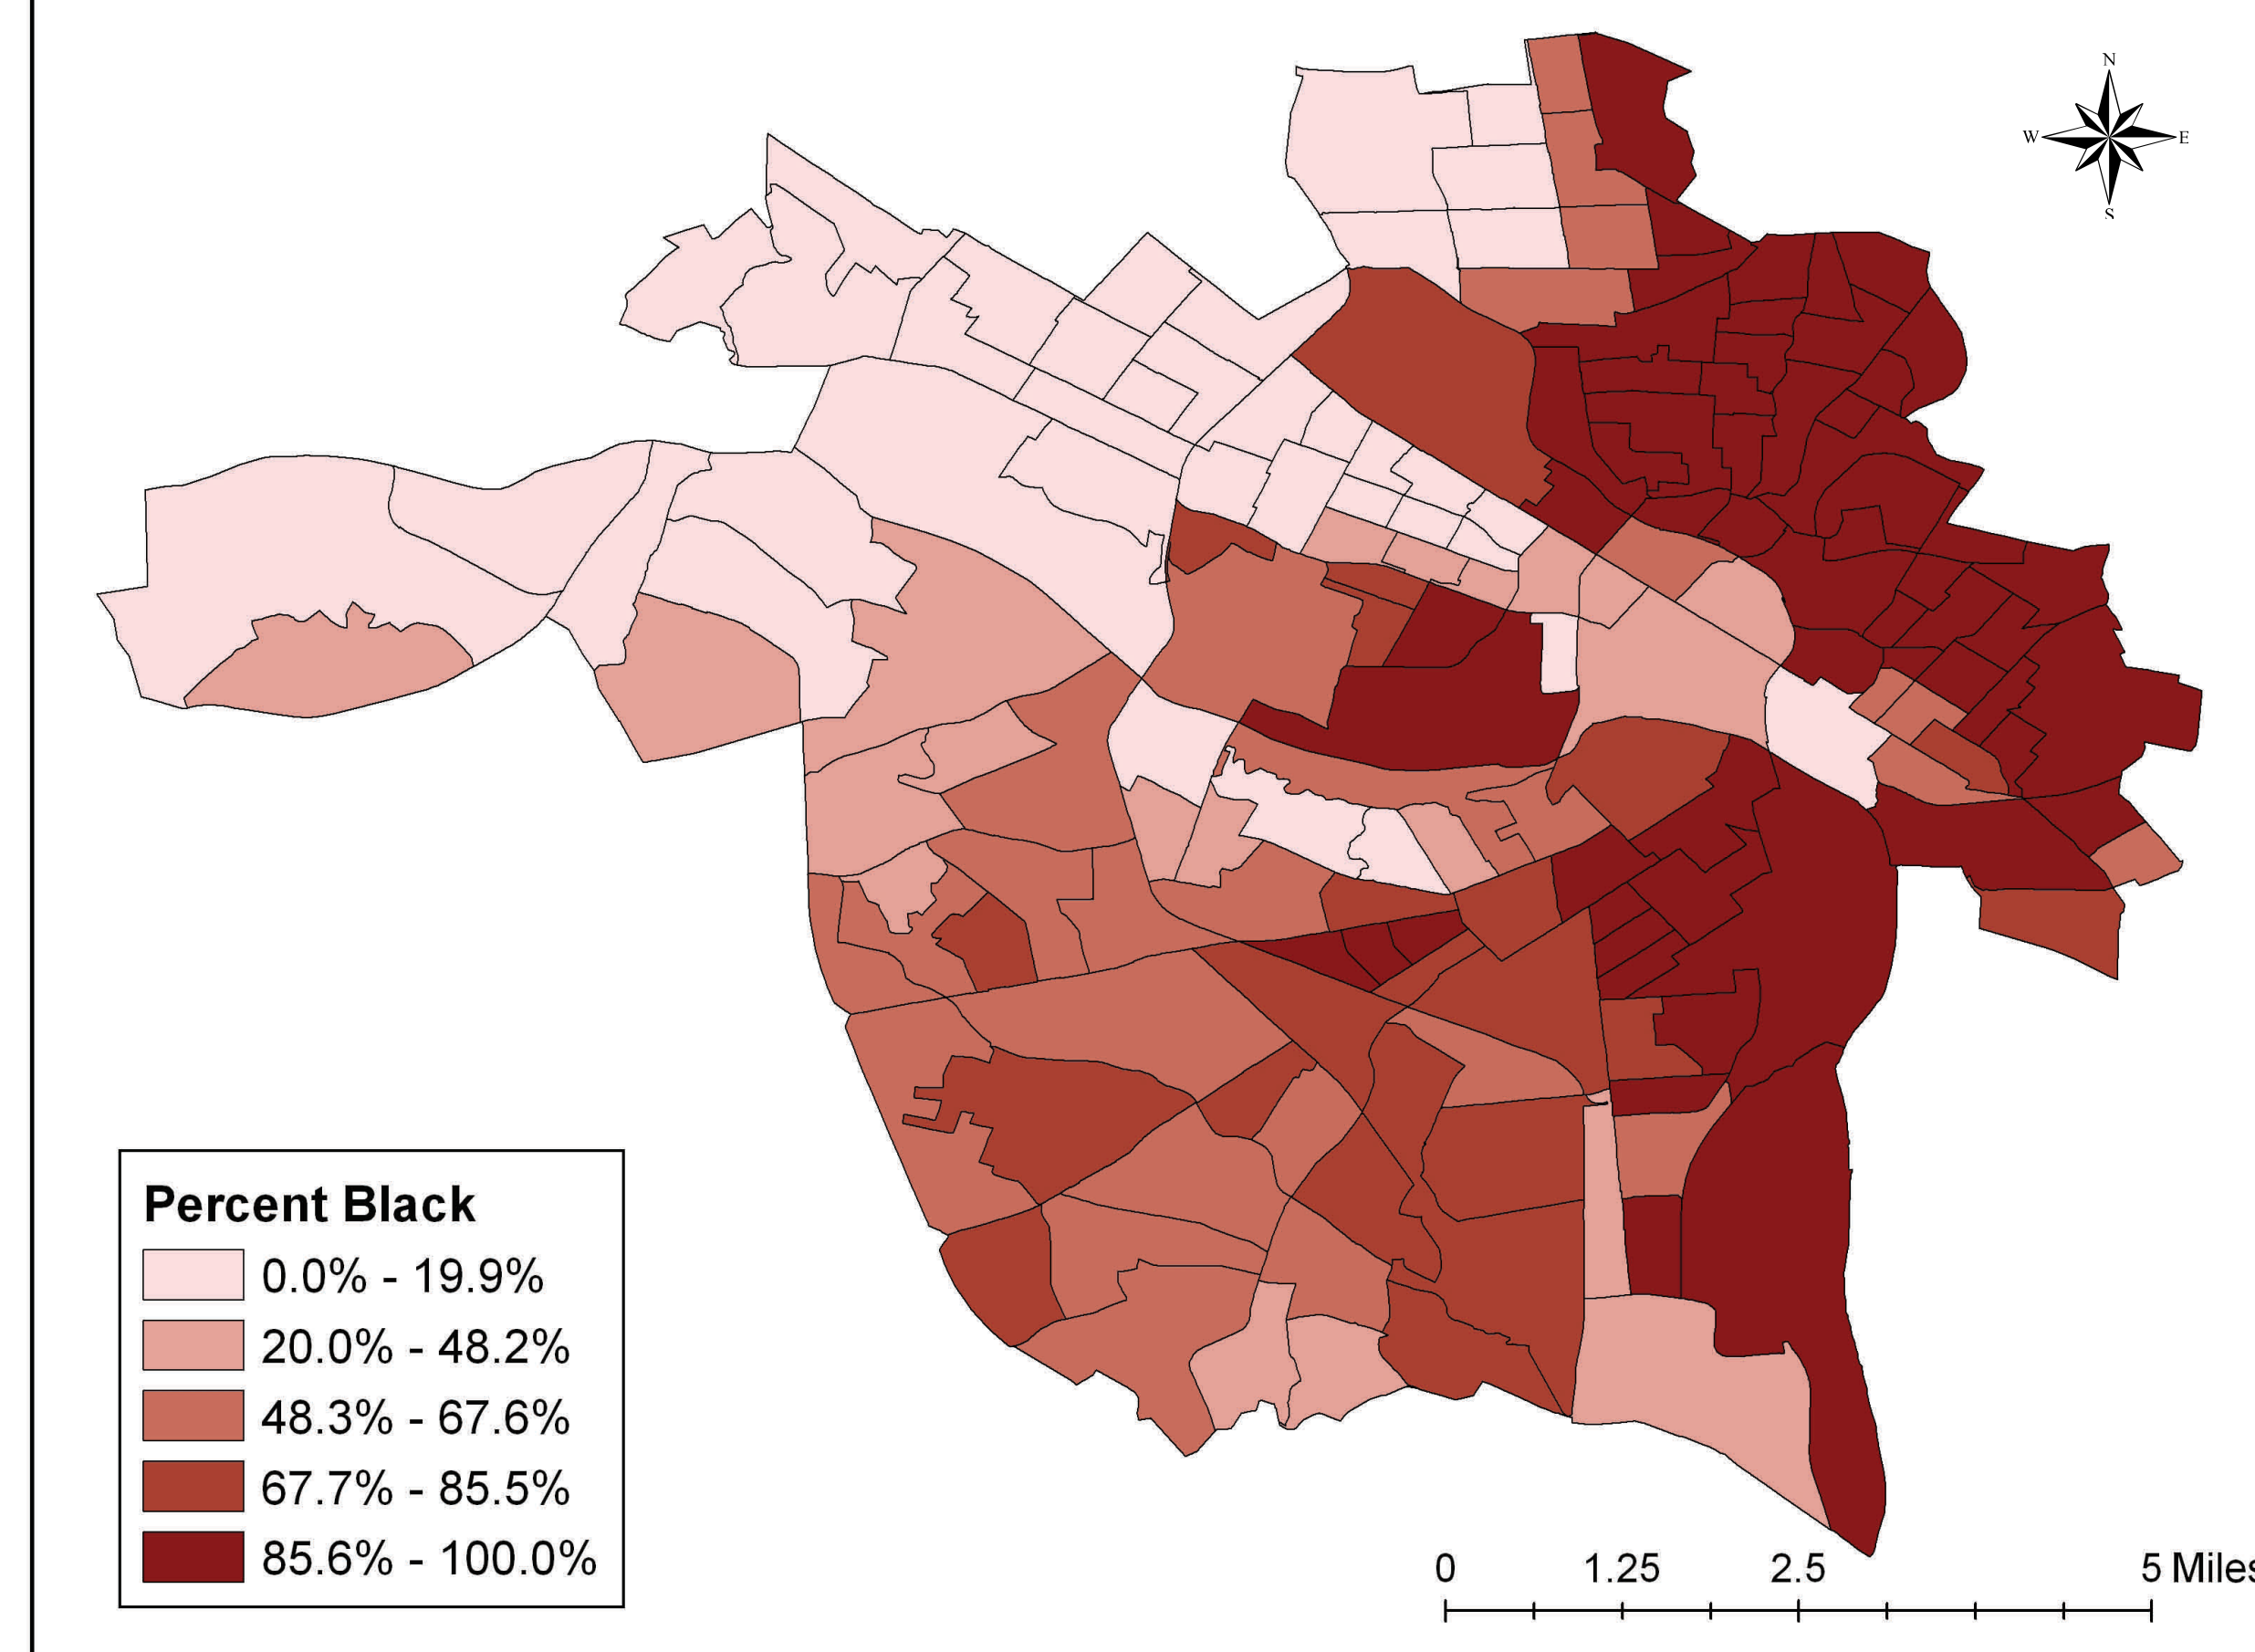 N
W E
S
Percent Black
0.0% - 19.9%
20.0% - 48.2%
48.3% - 67.6%
67.7% - 85.5%
85.6% - 100.0%
0 1.25 2.5 5 Miles